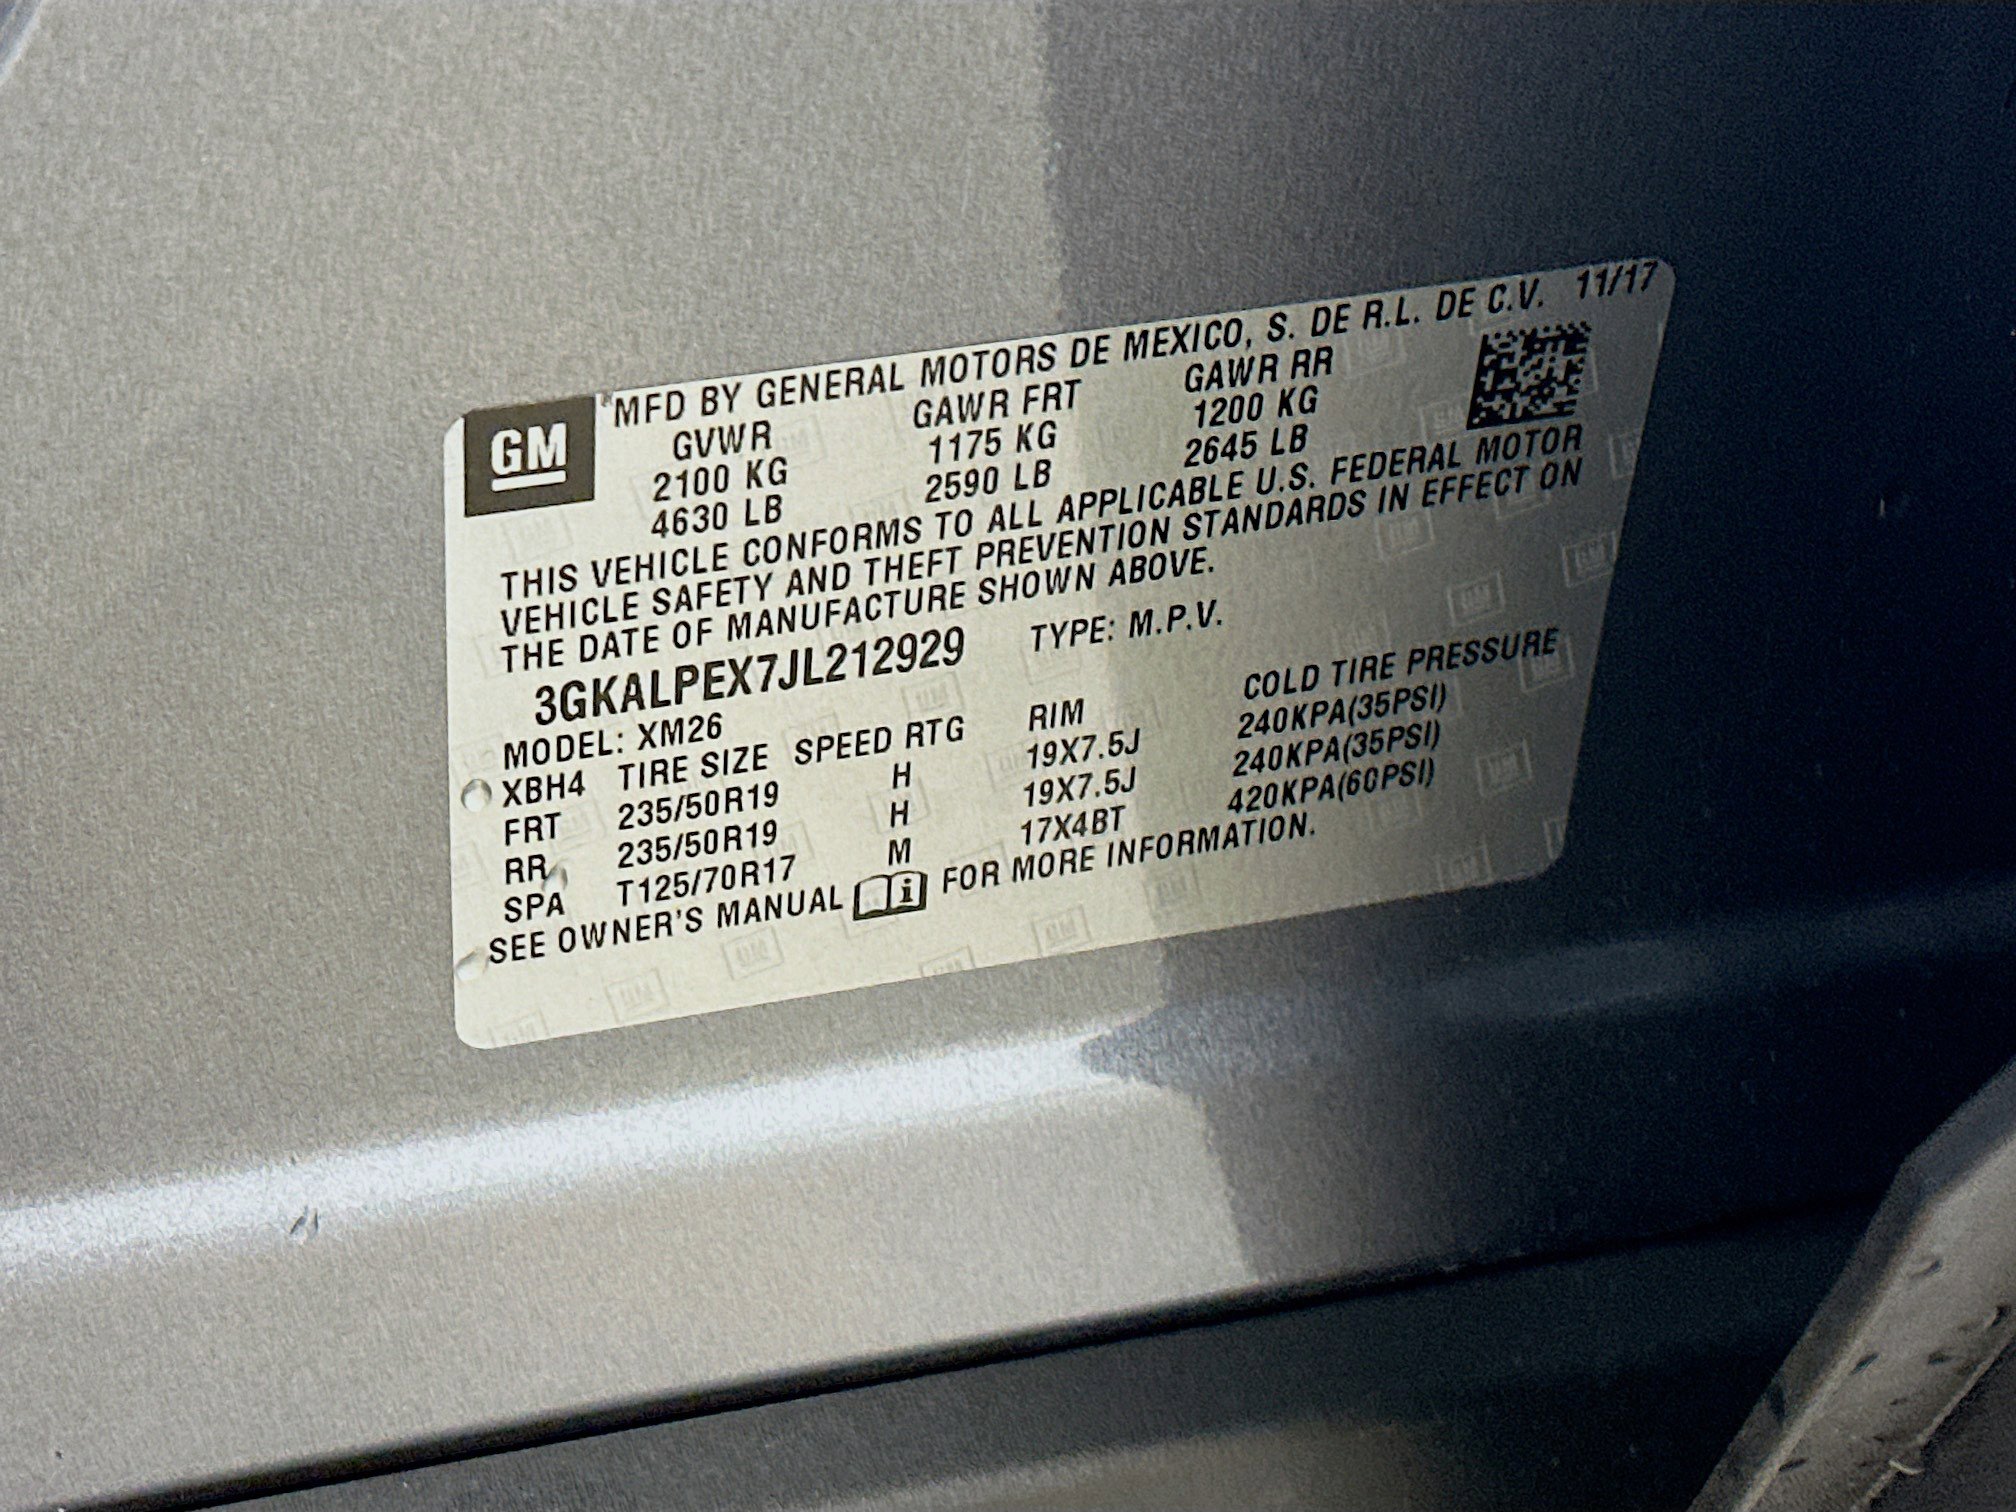 MFD BY GENERAL MOTORS DE MEXICO, S. DE R.L. DE C.V. 11/17
GM
GVWR GAWR FRT GAWR RR
2100 KG 1175 KG 1200 KG
4630 LB 2590 LB 2645 LB
THIS VEHICLE CONFORMS TO ALL APPLICABLE U.S. FEDERAL MOTOR
VEHICLE SAFETY AND THEFT PREVENTION STANDARDS IN EFFECT ON
THE DATE OF MANUFACTURE SHOWN ABOVE.
3GKALPEX7JL212929 TYPE: M.P.V.
MODEL: XM26
XBH4 TIRE SIZE SPEED RTG RIM COLD TIRE PRESSURE
FRT 235/50R19 H 19X7.5J 240KPA(35PSI)
RR 235/50R19 H 19X7.5J 240KPA(35PSI)
SPA T125/70R17 M 17X4BT 420KPA(60PSI)
SEE OWNER'S MANUAL i FOR MORE INFORMATION.